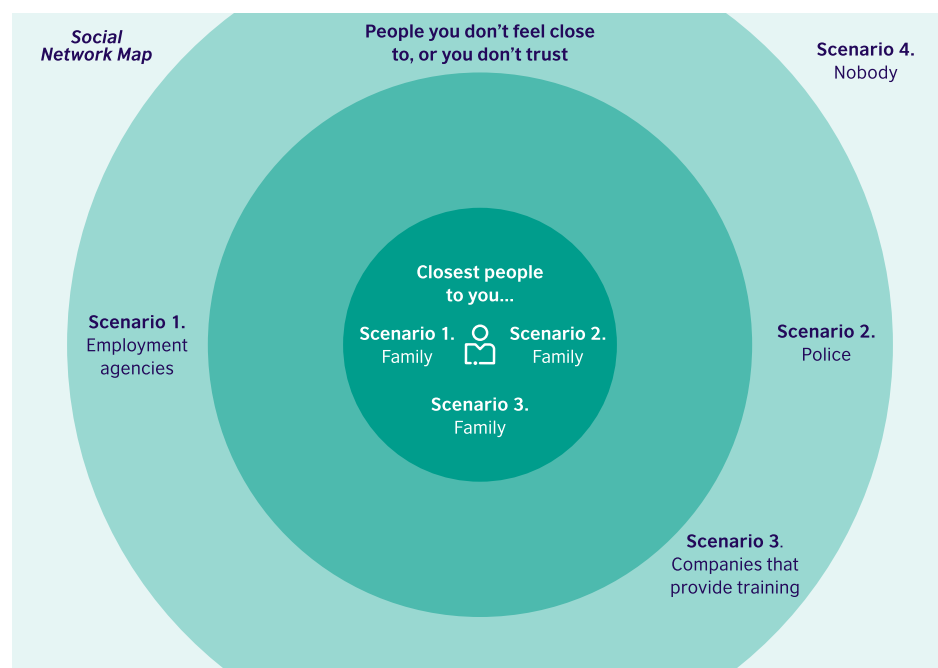 Social
Network Map
People you don’t feel close
to, or you don’t trust
Scenario 4.
Nobody
Closest people
to you...
Scenario 1.
Employment
agencies
Scenario 1.
Family
Scenario 2.
Family
Scenario 2.
Police
Scenario 3.
Family
Scenario 3.
Companies that
provide training